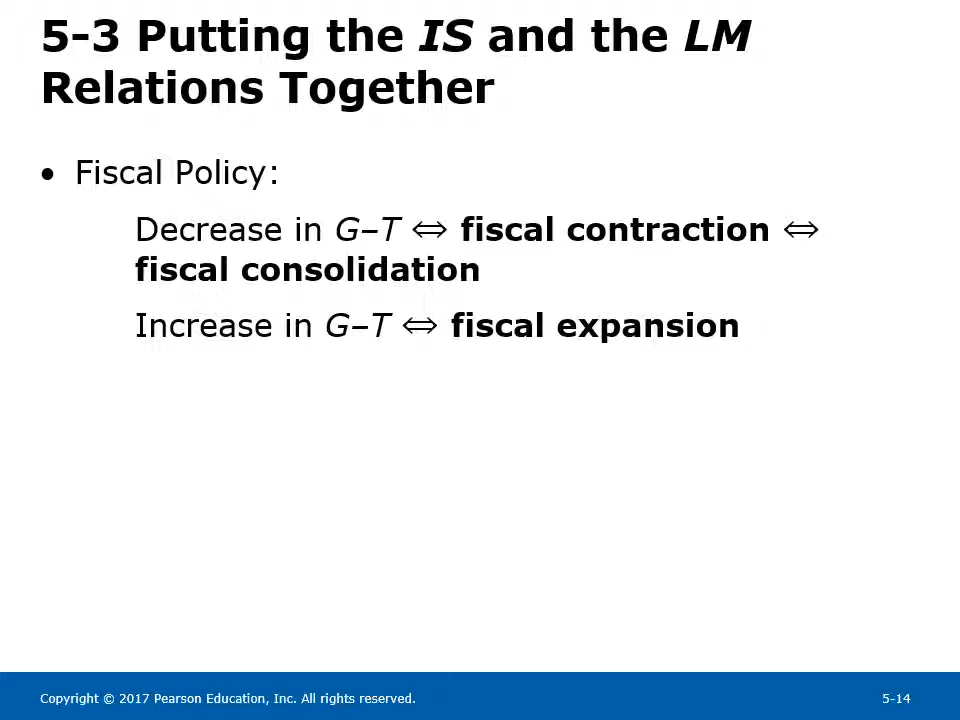 5-3 Putting the IS and the LM
Relations Together
• Fiscal Policy:
Decrease in G–T ⇔ fiscal contraction ⇔
fiscal consolidation
Increase in G–T ⇔ fiscal expansion
Copyright © 2017 Pearson Education, Inc. All rights reserved.
5-14